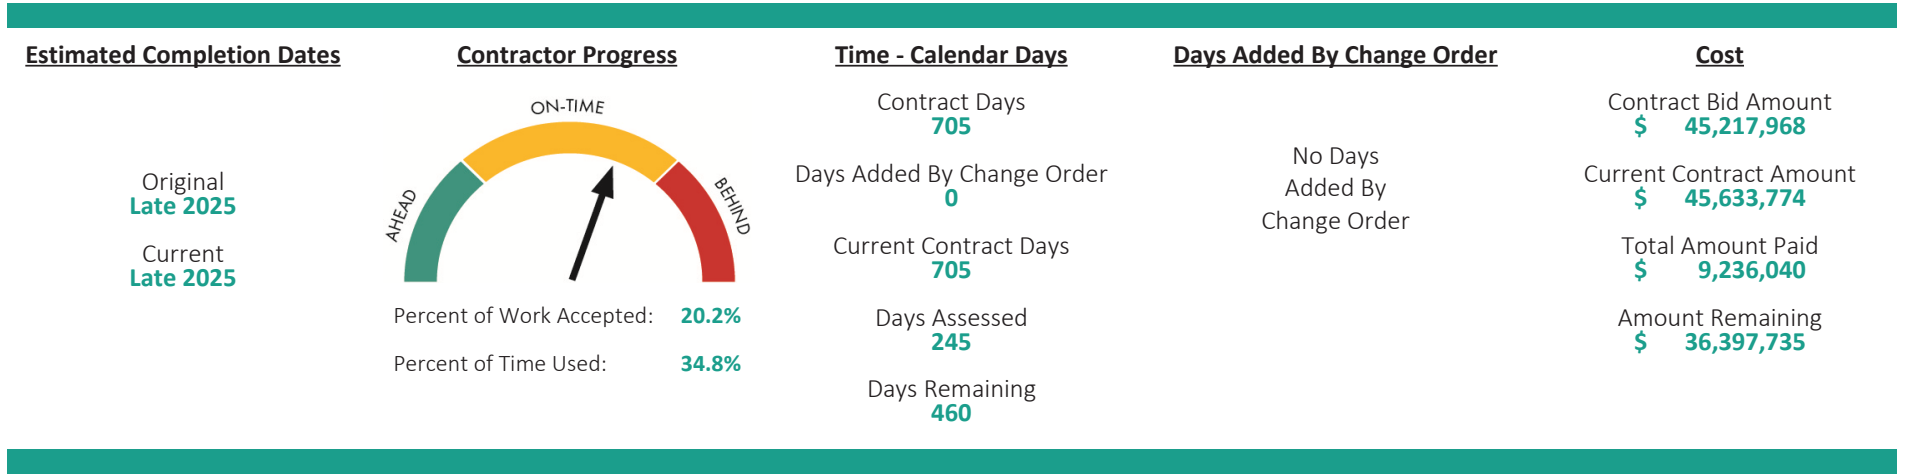 Estimated Completion Dates
Original
Late 2025
Current
Late 2025
Contractor Progress
ON-TIME
AHEAD
BEHIND
Percent of Work Accepted: 20.2%
Percent of Time Used: 34.8%
Time - Calendar Days
Contract Days
705
Days Added By Change Order
0
Current Contract Days
705
Days Assessed
245
Days Remaining
460
Days Added By Change Order
No Days
Added By
Change Order
Cost
Contract Bid Amount
$ 45,217,968
Current Contract Amount
$ 45,633,774
Total Amount Paid
$ 9,236,040
Amount Remaining
$ 36,397,735